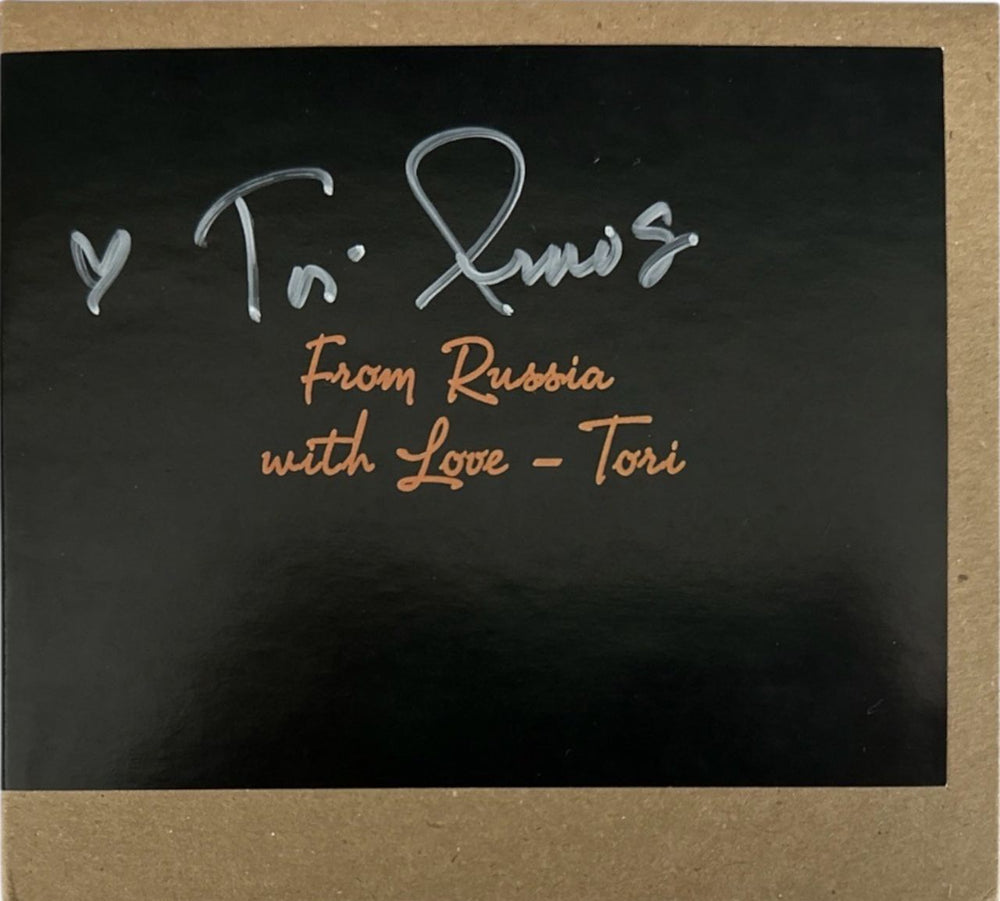 ♥ Tori Amos
From Russia
with Love - Tori